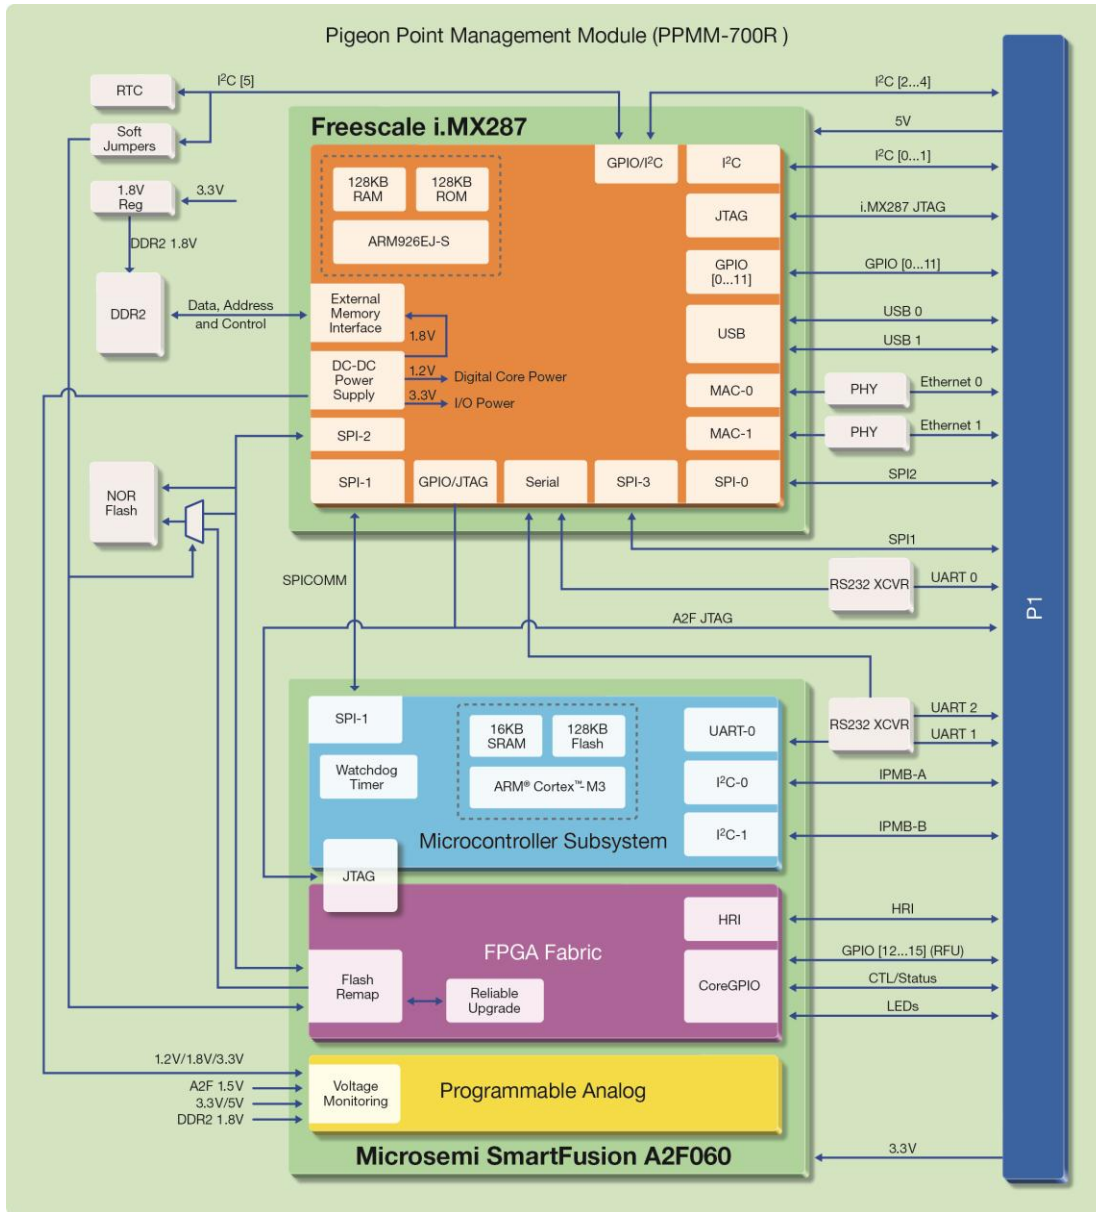 Pigeon Point Management Module (PPMM-700R )
RTC
I²C [5]
I²C [2...4]
Soft
Jumpers
Freescale i.MX287
5V
1.8V
Reg
3.3V
128KB
RAM
128KB
ROM
ARM926EJ-S
GPIO/I²C
I²C
I²C [0...1]
JTAG
i.MX287 JTAG
DDR2 1.8V
GPIO
[0...11]
GPIO [0...11]
DDR2
Data, Address
and Control
External
Memory
Interface
1.8V
USB
USB 0
USB 1
DC-DC
Power
Supply
1.2V
Digital Core Power
3.3V
I/O Power
MAC-0
PHY
Ethernet 0
MAC-1
PHY
Ethernet 1
SPI-2
NOR
Flash
SPI-1
GPIO/JTAG
Serial
SPI-3
SPI-0
SPI2
SPI1
SPICOMM
RS232 XCVR
UART 0
P1
A2F JTAG
SPI-1
16KB
SRAM
128KB
Flash
ARM® Cortex™-M3
Watchdog
Timer
UART-0
RS232 XCVR
UART 2
UART 1
I²C-0
IPMB-A
I²C-1
IPMB-B
Microcontroller Subsystem
JTAG
HRI
HRI
FPGA Fabric
Flash
Remap
Reliable
Upgrade
CoreGPIO
GPIO [12...15] (RFU)
CTL/Status
LEDs
1.2V/1.8V/3.3V
A2F 1.5V
3.3V/5V
DDR2 1.8V
Voltage
Monitoring
Programmable Analog
Microsemi SmartFusion A2F060
3.3V